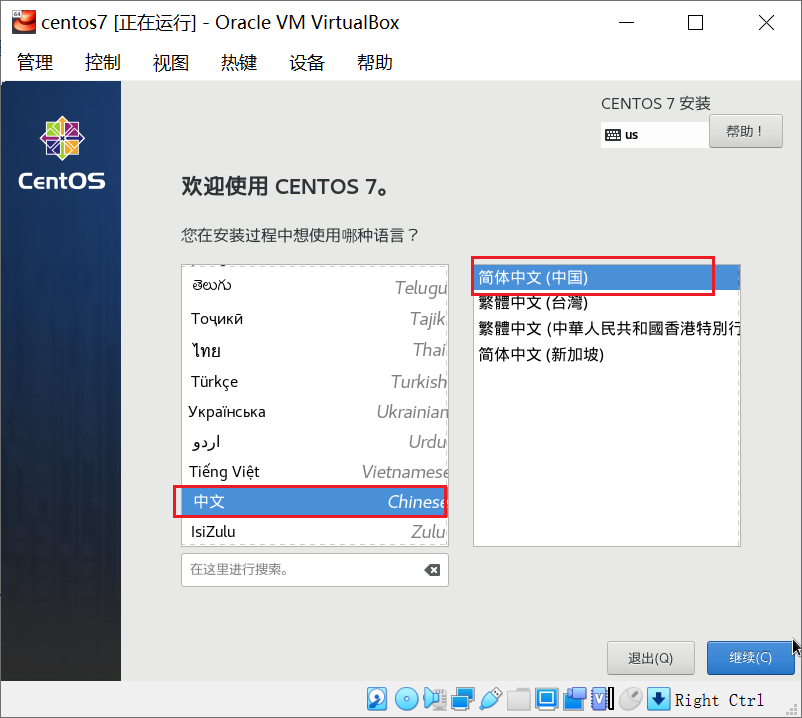 centos7 [正在运行] - Oracle VM VirtualBox
管理 控制 视图 热键 设备 帮助
CENTOS 7 安装
us 帮助！
CentOS
欢迎使用 CENTOS 7。
您在安装过程中想使用哪种语言？
తెలుగు Telugu
Тоҷикӣ Tajik
ไทย Thai
Türkçe Turkish
Українська Ukrainian
اردو Urdu
Tiếng Việt Vietnamese
中文 Chinese
IsiZulu Zulu
简体中文 (中国)
繁體中文 (台灣)
繁體中文 (中華人民共和國香港特別行
简体中文 (新加坡)
在这里进行搜索。
退出(Q) 继续(C)
Right Ctrl